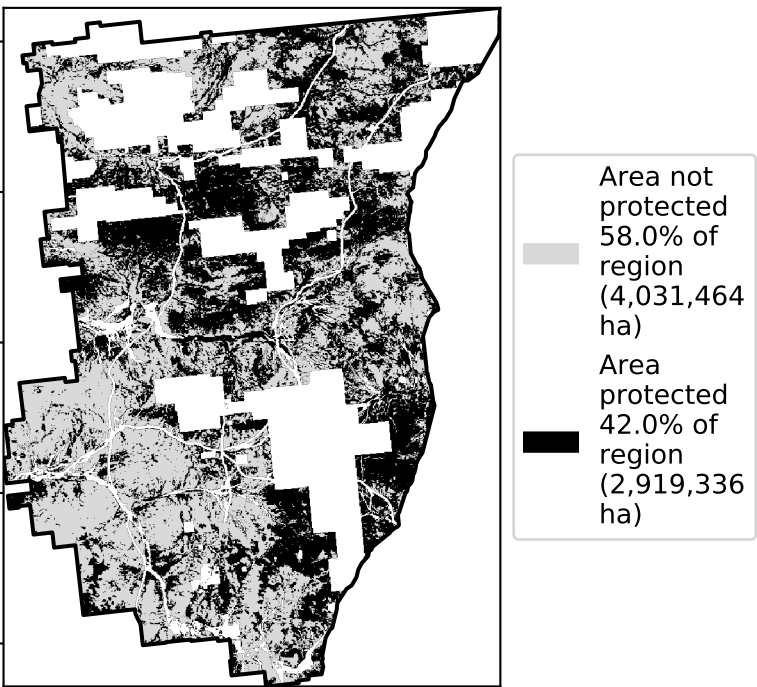 Area not
protected
58.0% of
region
(4,031,464
ha)
Area
protected
42.0% of
region
(2,919,336
ha)